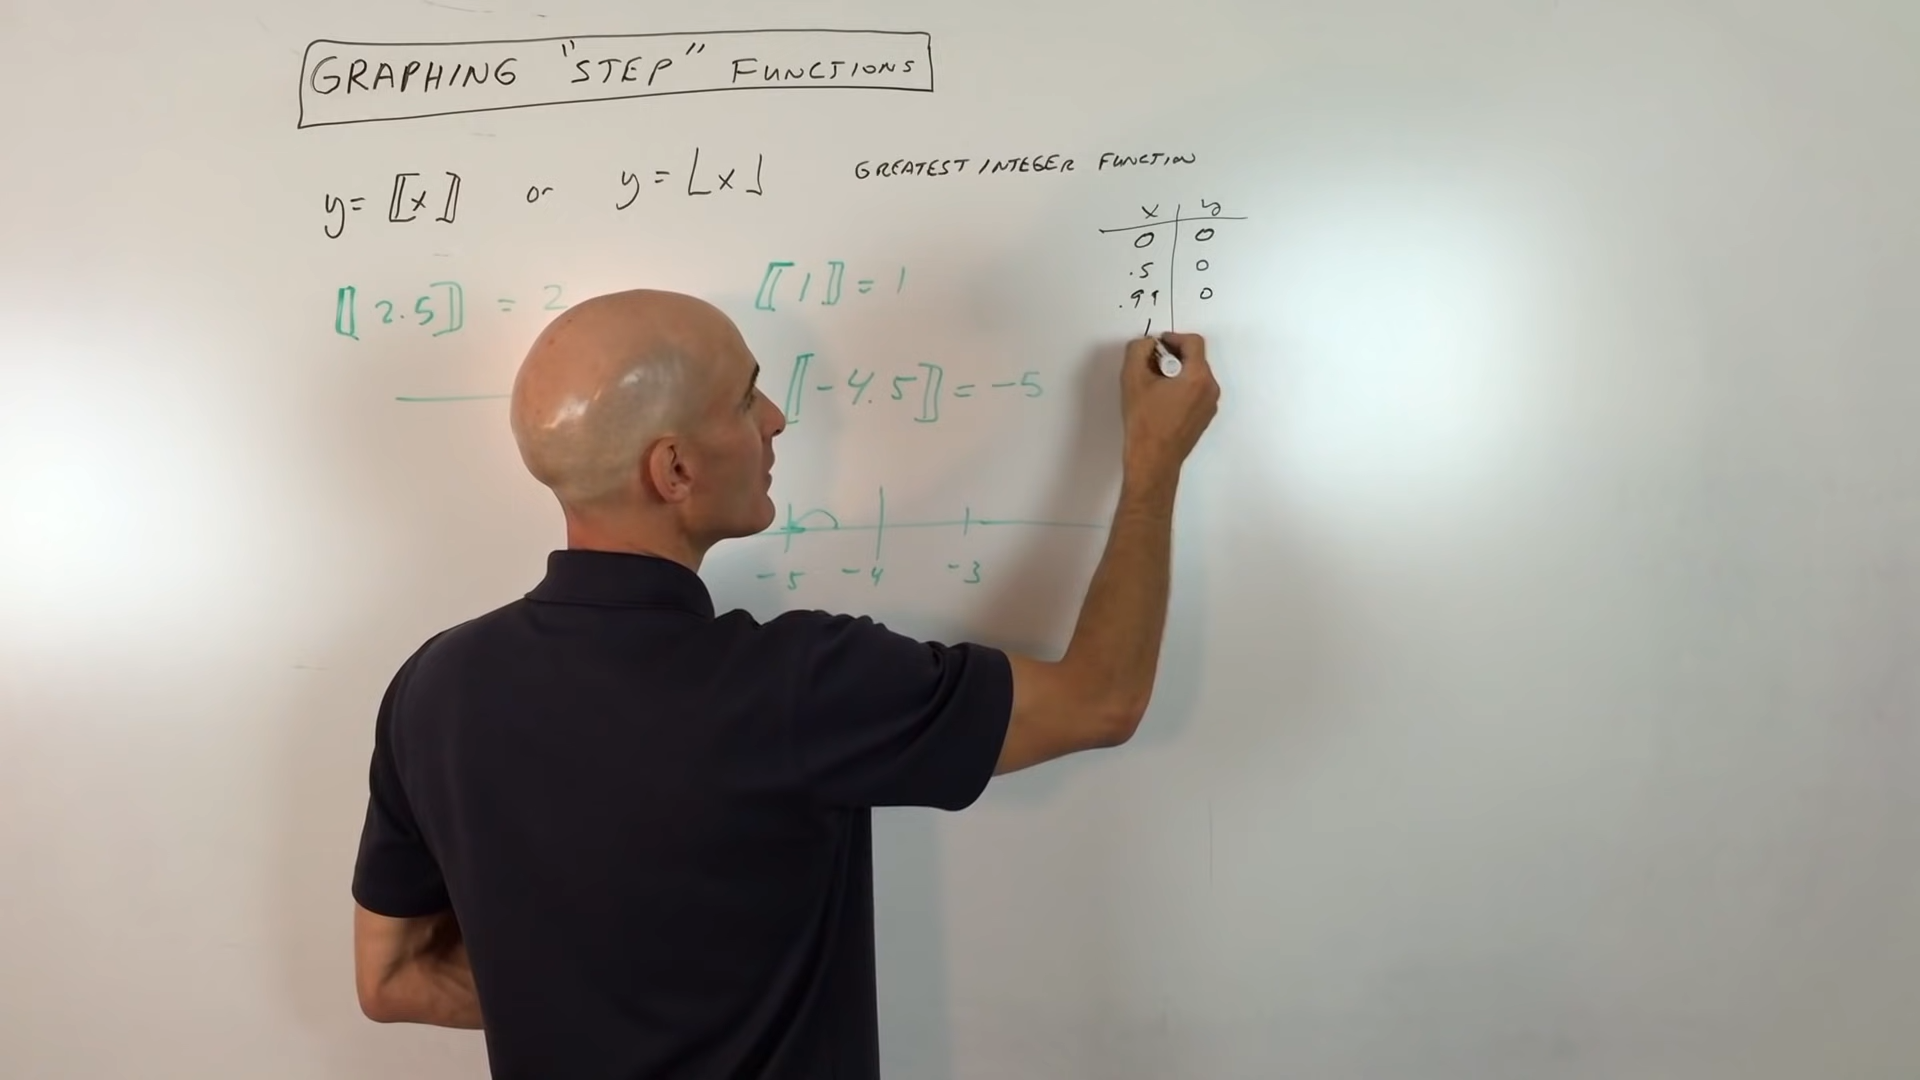 GRAPHING "STEP" FUNCTIONS
y = ⟦x⟧ or y = ⌊x⌋ GREATEST INTEGER FUNCTION
⟦2.5⟧ = 2
⟦1⟧ = 1
⟦-4.5⟧ = -5
-5 -4 -3
x y
0 0
.5 0
.99 0
1